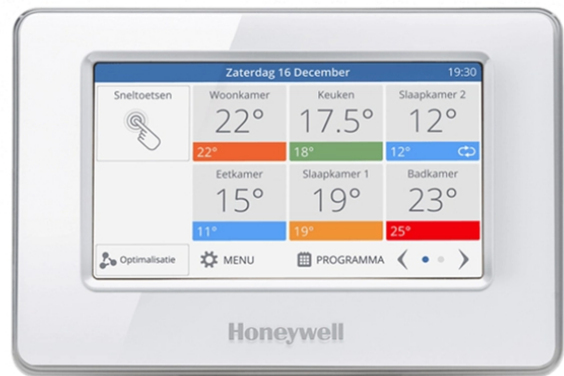 Zaterdag 16 December 19:30
Sneltoetsen
Woonkamer Keuken Slaapkamer 2
22° 17.5° 12°
22° 18° 12°
Eetkamer Slaapkamer 1 Badkamer
15° 19° 23°
11° 19° 25°
Optimalisatie MENU PROGRAMMA
Honeywell